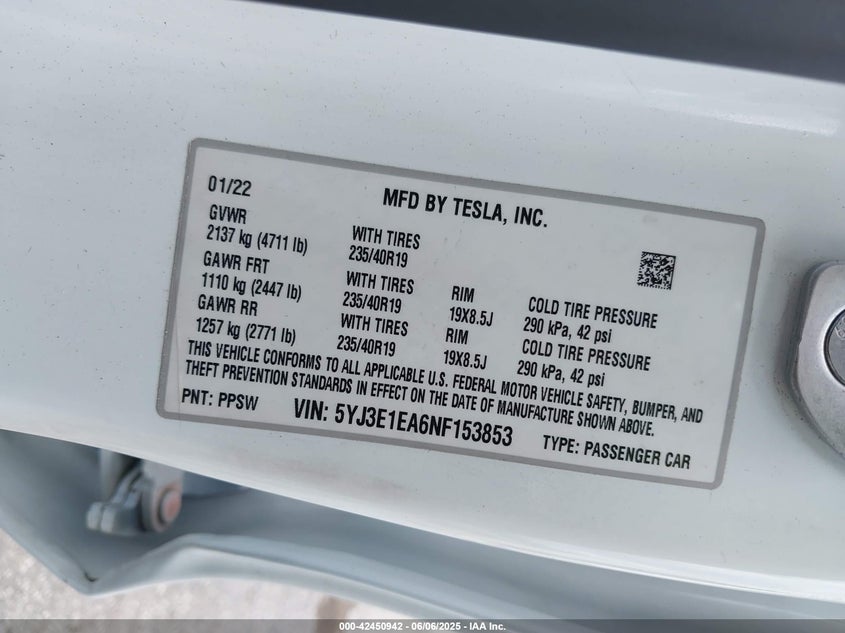 01/22
MFD BY TESLA, INC.
GVWR
2137 kg (4711 lb)
WITH TIRES
235/40R19
GAWR FRT
1110 kg (2447 lb)
WITH TIRES
235/40R19
RIM
19X8.5J
COLD TIRE PRESSURE
290 kPa, 42 psi
GAWR RR
1257 kg (2771 lb)
WITH TIRES
235/40R19
RIM
19X8.5J
COLD TIRE PRESSURE
290 kPa, 42 psi
THIS VEHICLE CONFORMS TO ALL APPLICABLE U.S. FEDERAL MOTOR VEHICLE SAFETY, BUMPER, AND
THEFT PREVENTION STANDARDS IN EFFECT ON THE DATE OF MANUFACTURE SHOWN ABOVE.
PNT: PPSW VIN: 5YJ3E1EA6NF153853 TYPE: PASSENGER CAR
000-42450942 - 06/06/2025 - IAA Inc.